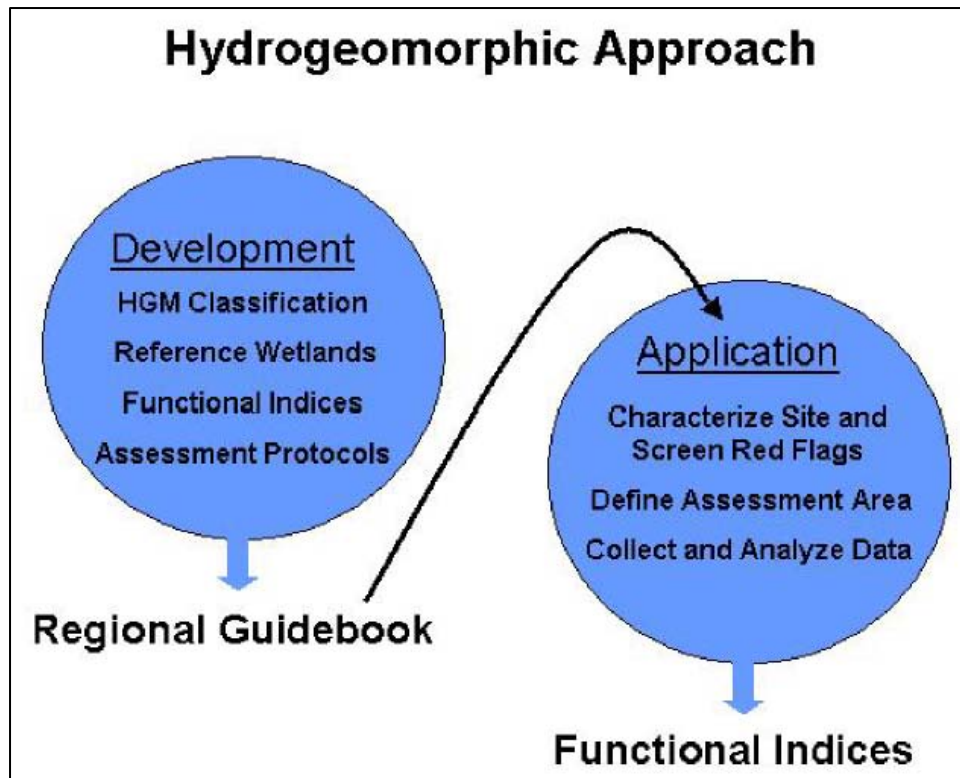 Hydrogeomorphic Approach
Development
HGM Classification
Reference Wetlands
Functional Indices
Assessment Protocols
Regional Guidebook
Application
Characterize Site and
Screen Red Flags
Define Assessment Area
Collect and Analyze Data
Functional Indices